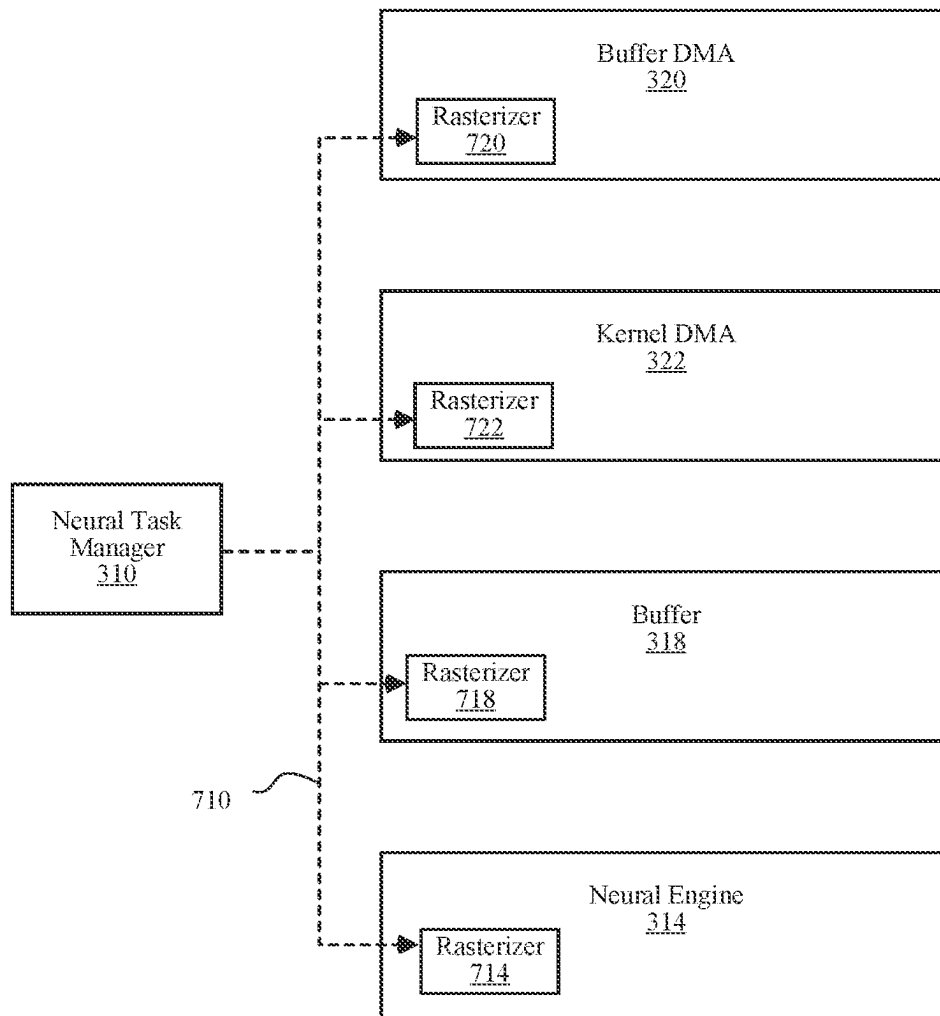 Buffer DMA
320
Rasterizer
720
Kernel DMA
322
Rasterizer
722
Neural Task
Manager
310
Buffer
318
Rasterizer
718
710
Neural Engine
314
Rasterizer
714